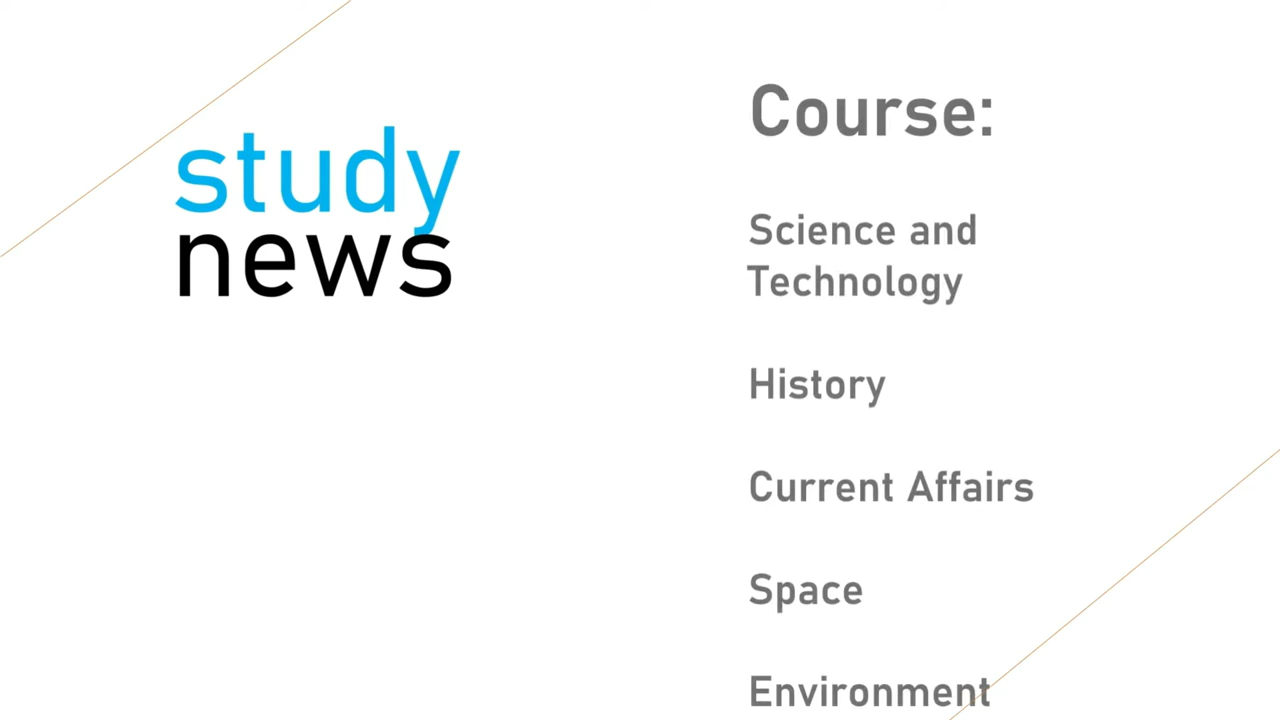 study
news
Course:
Science and
Technology
History
Current Affairs
Space
Environment